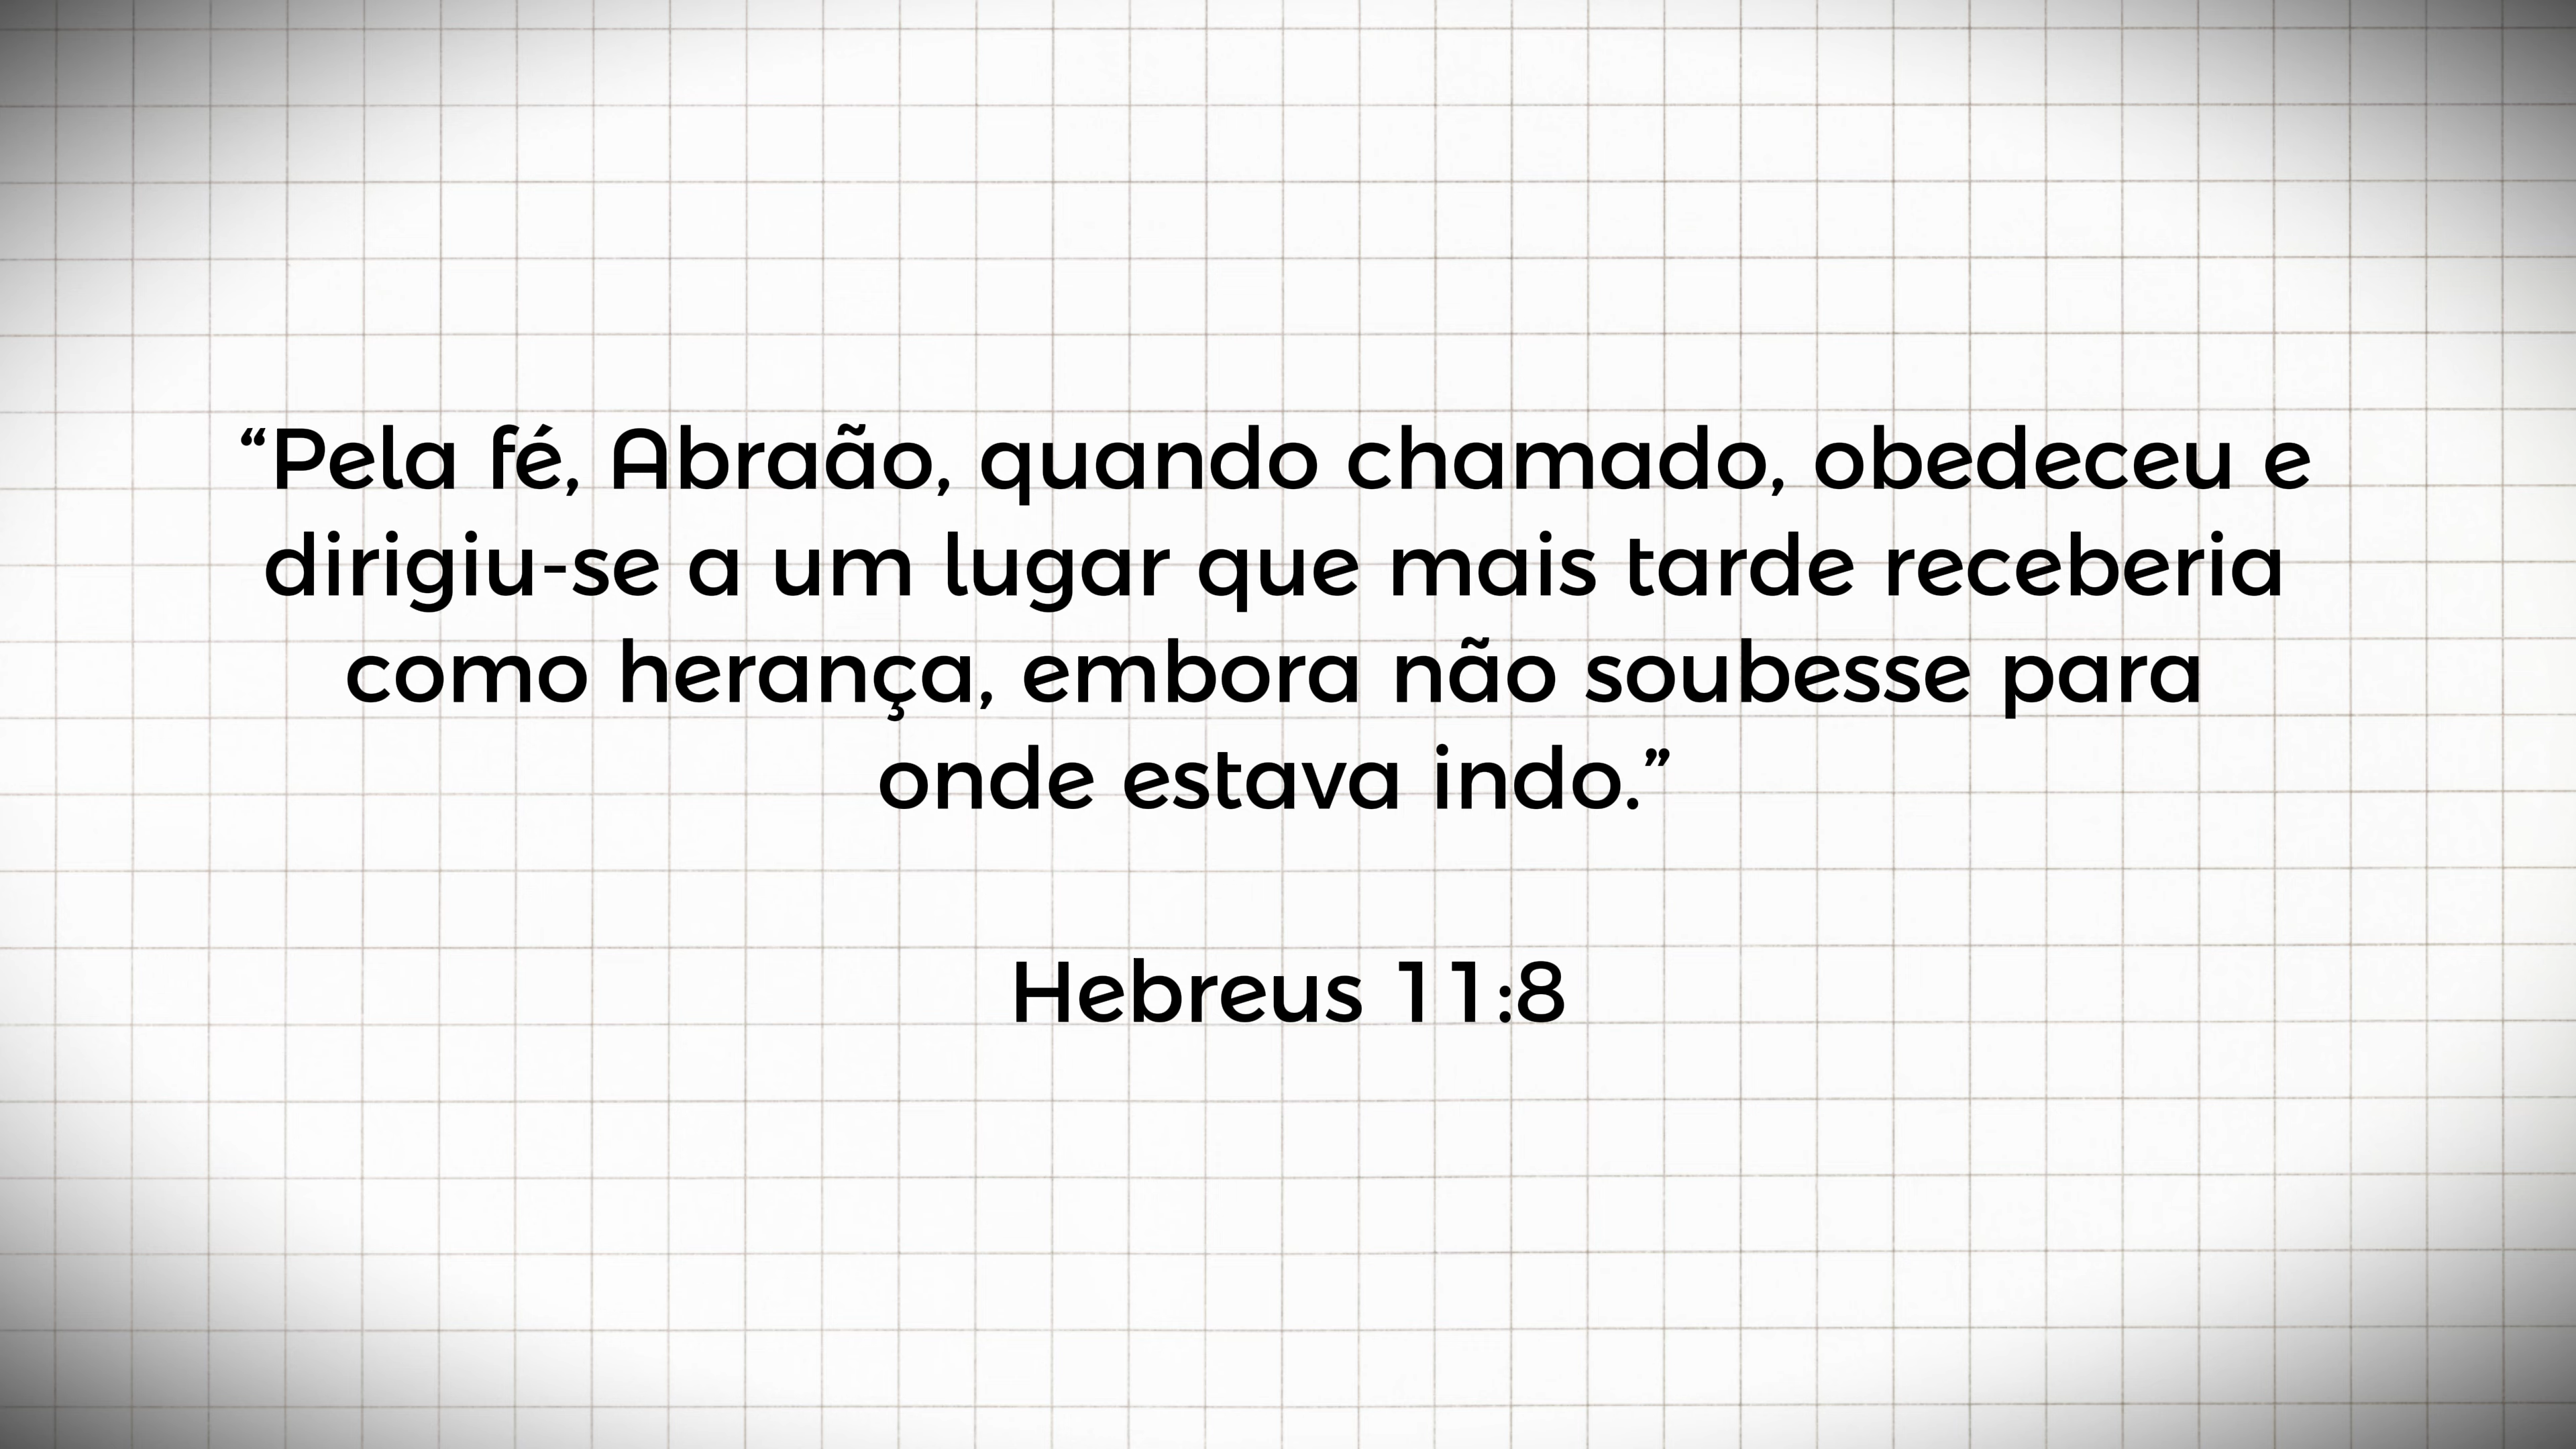 “Pela fé, Abraão, quando chamado, obedeceu e
dirigiu-se a um lugar que mais tarde receberia
como herança, embora não soubesse para
onde estava indo.”
Hebreus 11:8